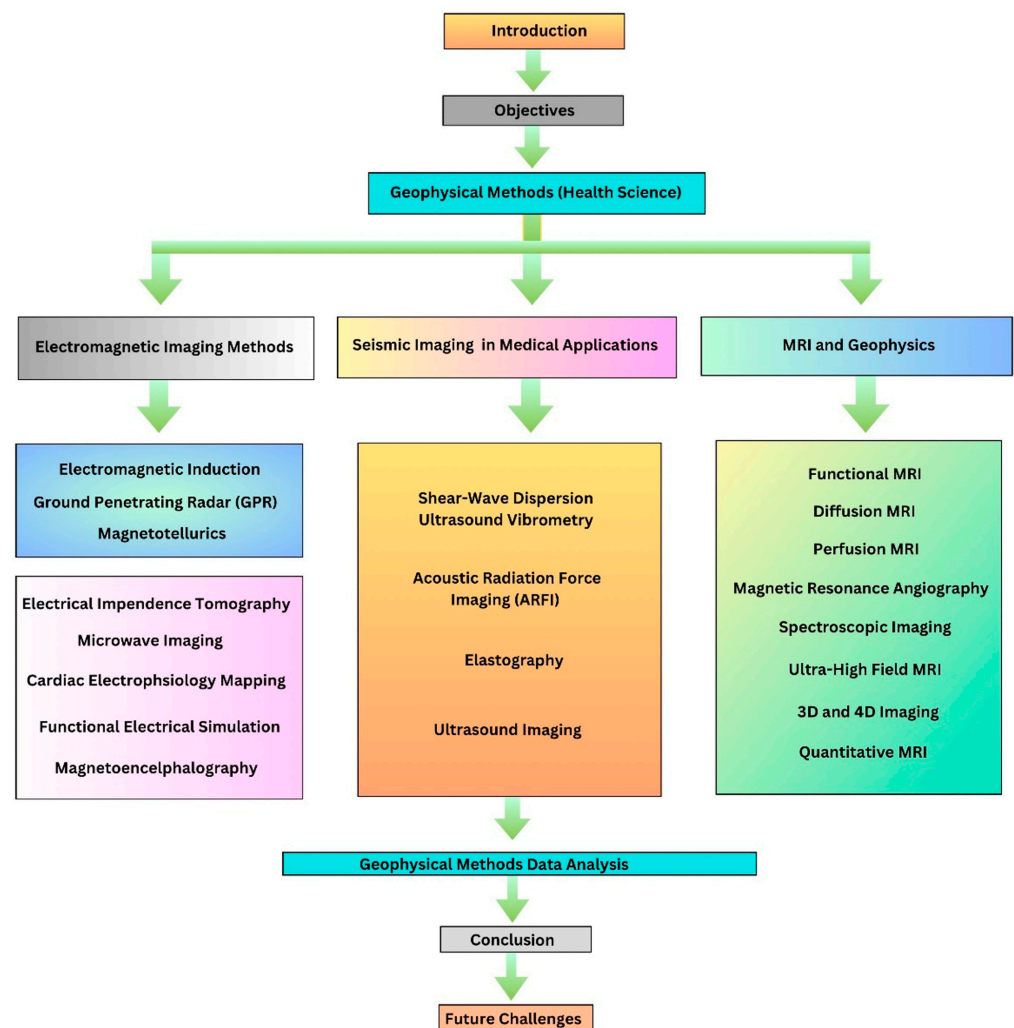 Introduction
Objectives
Geophysical Methods (Health Science)
Electromagnetic Imaging Methods
Electromagnetic Induction
Ground Penetrating Radar (GPR)
Magnetotellurics
Electrical Impendence Tomography
Microwave Imaging
Cardiac Electrophsiology Mapping
Functional Electrical Simulation
Magnetoencelphalography
Seismic Imaging in Medical Applications
Shear-Wave Dispersion
Ultrasound Vibrometry
Acoustic Radiation Force
Imaging (ARFI)
Elastography
Ultrasound Imaging
MRI and Geophysics
Functional MRI
Diffusion MRI
Perfusion MRI
Magnetic Resonance Angiography
Spectroscopic Imaging
Ultra-High Field MRI
3D and 4D Imaging
Quantitative MRI
Geophysical Methods Data Analysis
Conclusion
Future Challenges